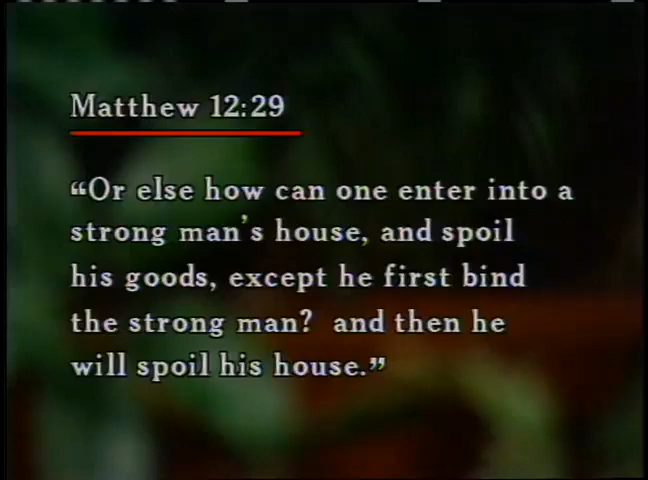 Matthew 12:29
“Or else how can one enter into a
strong man's house, and spoil
his goods, except he first bind
the strong man?  and then he
will spoil his house.”